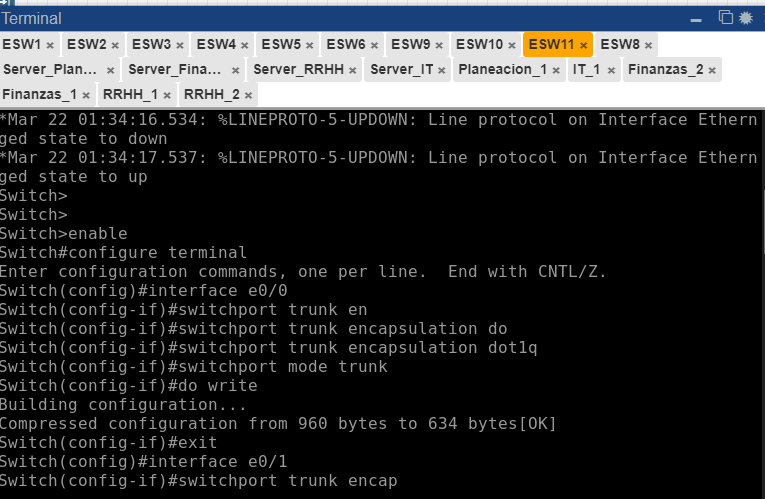 Terminal
ESW1 × ESW2 × ESW3 × ESW4 × ESW5 × ESW6 × ESW9 × ESW10 × ESW11 × ESW8 ×
Server_Plan... × Server_Fina... × Server_RRHH × Server_IT × Planeacion_1 × IT_1 × Finanzas_2 ×
Finanzas_1 × RRHH_1 × RRHH_2 ×
*Mar 22 01:34:16.534: %LINEPROTO-5-UPDOWN: Line protocol on Interface Ethern
ged state to down
*Mar 22 01:34:17.537: %LINEPROTO-5-UPDOWN: Line protocol on Interface Ethern
ged state to up
Switch>
Switch>
Switch>enable
Switch#configure terminal
Enter configuration commands, one per line.  End with CNTL/Z.
Switch(config)#interface e0/0
Switch(config-if)#switchport trunk en
Switch(config-if)#switchport trunk encapsulation do
Switch(config-if)#switchport trunk encapsulation dot1q
Switch(config-if)#switchport mode trunk
Switch(config-if)#do write
Building configuration...
Compressed configuration from 960 bytes to 634 bytes[OK]
Switch(config-if)#exit
Switch(config)#interface e0/1
Switch(config-if)#switchport trunk encap